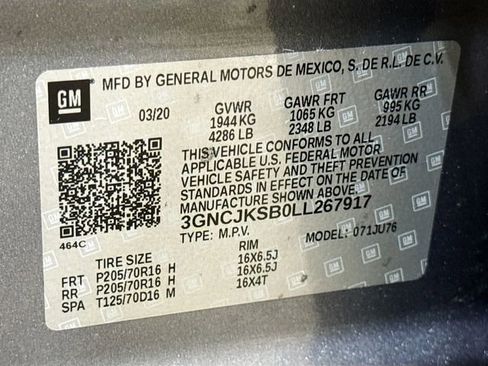 MFD BY GENERAL MOTORS DE MEXICO, S. DE R.L. DE C.V.
GM
03/20 GVWR GAWR FRT GAWR RR
1944 KG 1065 KG 995 KG
4286 LB 2348 LB 2194 LB
THIS VEHICLE CONFORMS TO ALL
APPLICABLE U.S. FEDERAL MOTOR
VEHICLE SAFETY AND THEFT PREVENTION
STANDARDS IN EFFECT ON THE DATE OF
MANUFACTURE SHOWN ABOVE.
3GNCJKSB0LL267917
464C TYPE: M.P.V. MODEL: 071JU76
TIRE SIZE RIM
FRT P205/70R16 H 16X6.5J
RR P205/70R16 H 16X6.5J
SPA T125/70D16 M 16X4T